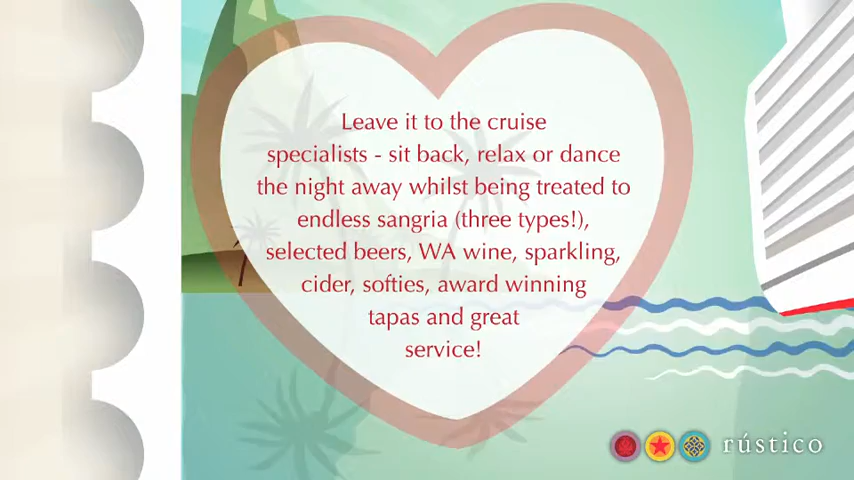 Leave it to the cruise
specialists - sit back, relax or dance
the night away whilst being treated to
endless sangria (three types!),
selected beers, WA wine, sparkling,
cider, softies, award winning
tapas and great
service!
rústico